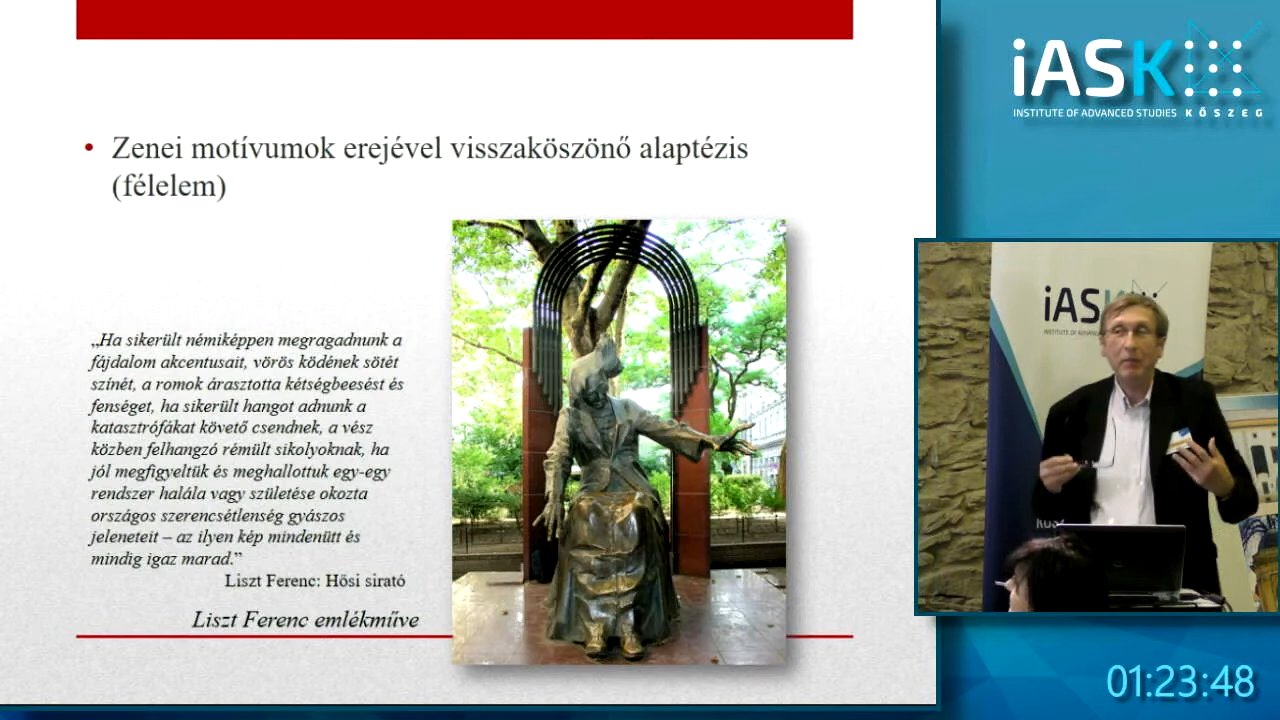 • Zenei motívumok erejével visszaköszönő alaptézis
(félelem)
„Ha sikerült némiképpen megragadnunk a
fájdalom akcentusait, vörös ködének sötét
színét, a romok árasztotta kétségbeesést és
fenséget, ha sikerült hangot adnunk a
katasztrófákat követő csendnek, a vész
közben felhangzó rémült sikolyoknak, ha
jól megfigyeltük és meghallottuk egy-egy
rendszer halála vagy születése okozta
országos szerencsétlenség gyászos
jeleneteit – az ilyen kép mindenütt és
mindig igaz marad.”
Liszt Ferenc: Hősi sirató
Liszt Ferenc emlékműve
iASK
INSTITUTE OF ADVANCED STUDIES KŐSZEG
iASK
INSTITUTE OF
01:23:48